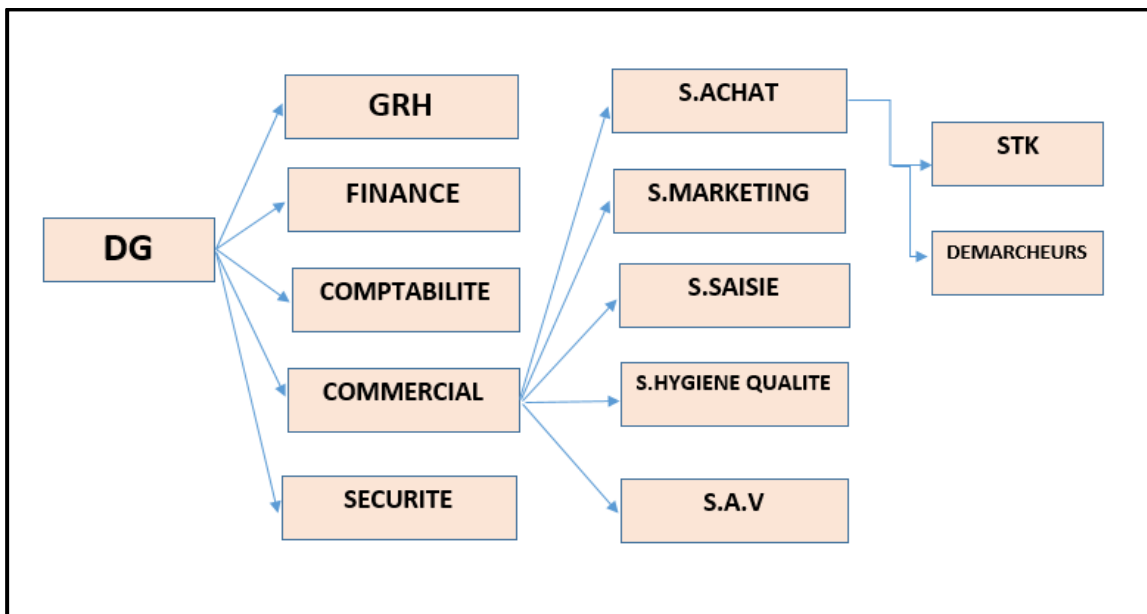 DG
GRH
FINANCE
COMPTABILITE
COMMERCIAL
SECURITE
S.ACHAT
S.MARKETING
S.SAISIE
S.HYGIENE QUALITE
S.A.V
STK
DEMARCHEURS